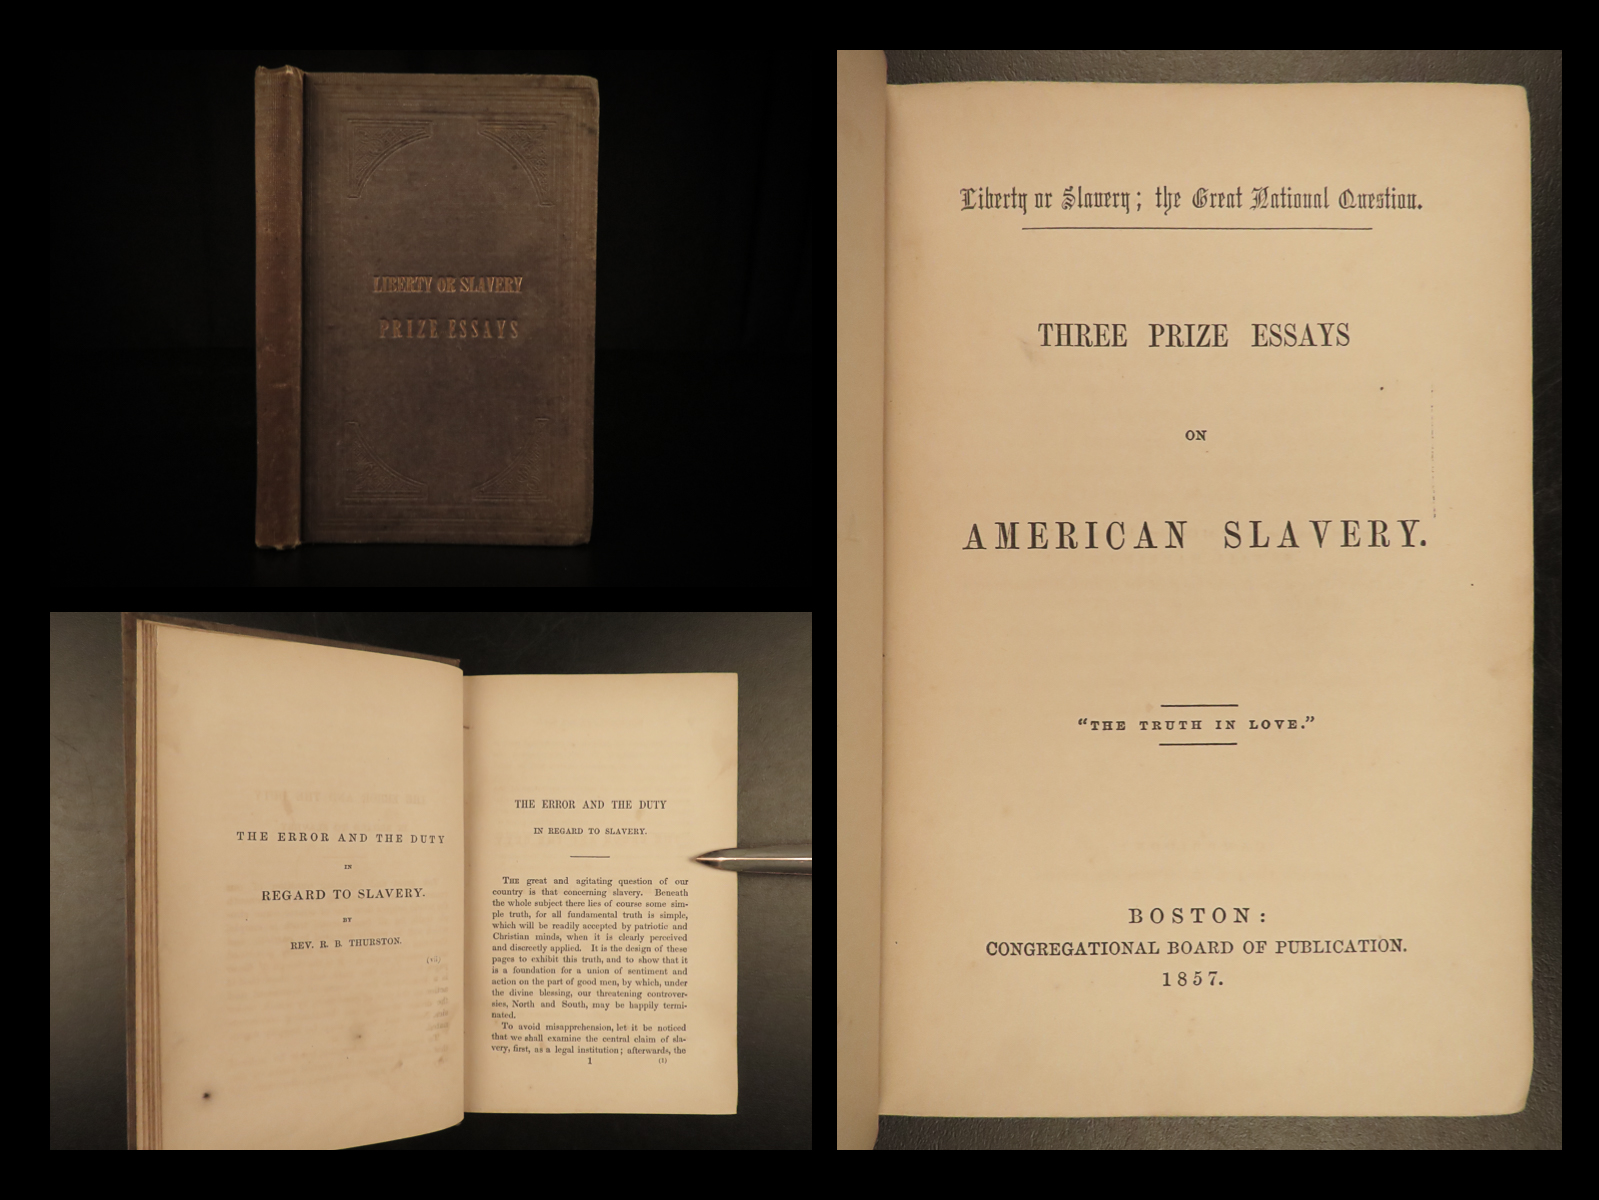 LIBERTY OR SLAVERY
PRIZE ESSAYS
Liberty or Slavery; the Great National Question.
THREE PRIZE ESSAYS
ON
AMERICAN SLAVERY.
"THE TRUTH IN LOVE."
BOSTON:
CONGREGATIONAL BOARD OF PUBLICATION.
1857.
THE ERROR AND THE DUTY
IN
REGARD TO SLAVERY.
BY
REV. R. B. THURSTON.
THE ERROR AND THE DUTY
IN REGARD TO SLAVERY.
THE great and agitating question of our
country is that concerning slavery. Beneath
the whole subject there lies of course some sim-
ple truth, for all fundamental truth is simple,
which will be readily accepted by patriotic and
Christian minds, when it is clearly perceived
and discreetly applied. It is the design of these
pages to exhibit this truth, and to show that it
is a foundation for a union of sentiment and
action on the part of good men, by which, under
the divine blessing, our threatening controver-
sies, North and South, may be happily termi-
nated.
To avoid misapprehension, let it be noticed
that we shall examine the central claim of sla-
very, first, as a legal institution; afterwards, the
1 (1)